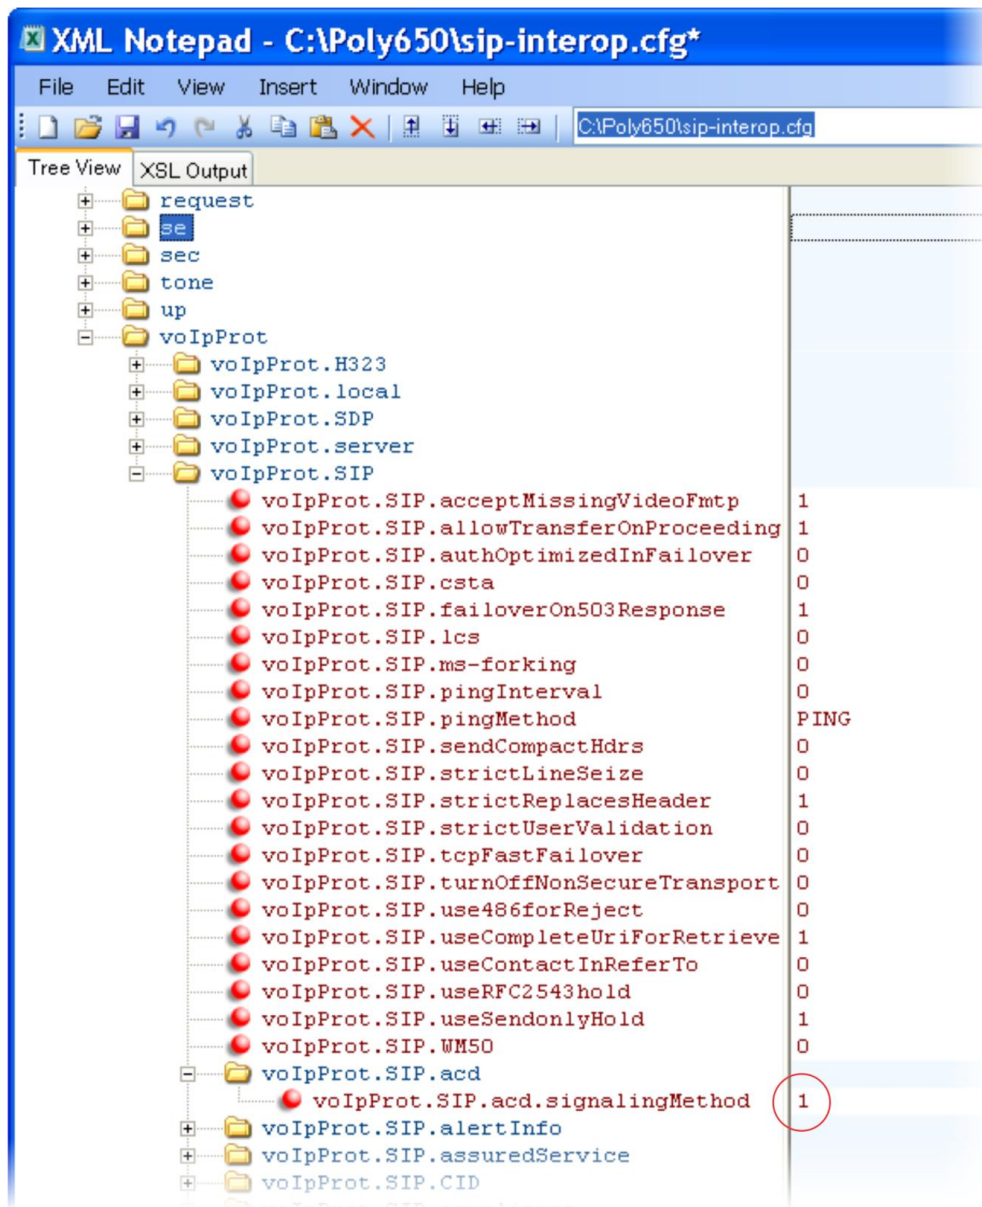 XML Notepad - C:\Poly650\sip-interop.cfg*
File Edit View Insert Window Help
C:\Poly650\sip-interop.cfg
Tree View XSL Output
request
se
sec
tone
up
voIpProt
voIpProt.H323
voIpProt.local
voIpProt.SDP
voIpProt.server
voIpProt.SIP
voIpProt.SIP.acceptMissingVideoFmtp 1
voIpProt.SIP.allowTransferOnProceeding 1
voIpProt.SIP.authOptimizedInFailover 0
voIpProt.SIP.csta 0
voIpProt.SIP.failoverOn503Response 1
voIpProt.SIP.lcs 0
voIpProt.SIP.ms-forking 0
voIpProt.SIP.pingInterval 0
voIpProt.SIP.pingMethod PING
voIpProt.SIP.sendCompactHdrs 0
voIpProt.SIP.strictLineSeize 0
voIpProt.SIP.strictReplacesHeader 1
voIpProt.SIP.strictUserValidation 0
voIpProt.SIP.tcpFastFailover 0
voIpProt.SIP.turnOffNonSecureTransport 0
voIpProt.SIP.use486forReject 0
voIpProt.SIP.useCompleteUriForRetrieve 1
voIpProt.SIP.useContactInReferTo 0
voIpProt.SIP.useRFC2543hold 0
voIpProt.SIP.useSendonlyHold 1
voIpProt.SIP.WM50 0
voIpProt.SIP.acd
voIpProt.SIP.acd.signalingMethod 1
voIpProt.SIP.alertInfo
voIpProt.SIP.assuredService
voIpProt.SIP.CID